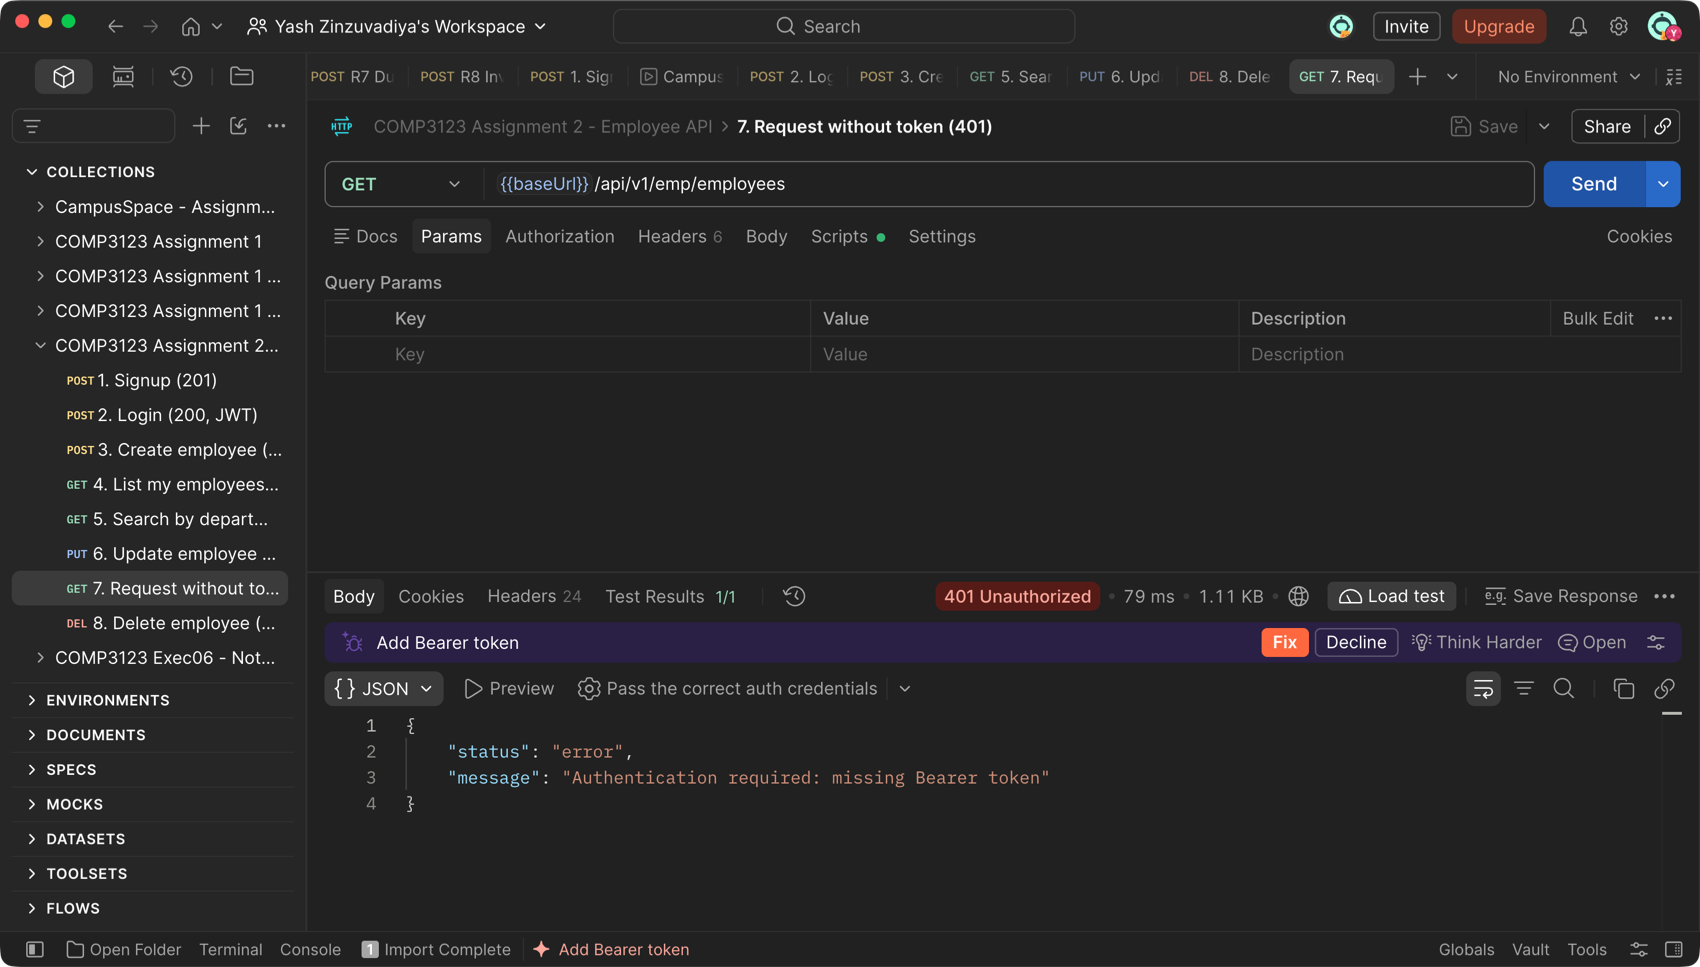 Yash Zinzuvadiya's Workspace
Search
Invite
Upgrade
Y
POST R7 Du
POST R8 Inv
POST 1. Sig
Campus
POST 2. Log
POST 3. Cre
GET 5. Sear
PUT 6. Upd
DEL 8. Dele
GET 7. Requ
No Environment
HTTP
COMP3123 Assignment 2 - Employee API > 7. Request without token (401)
Save
Share
COLLECTIONS
CampusSpace - Assignm...
COMP3123 Assignment 1
COMP3123 Assignment 1 ...
COMP3123 Assignment 1 ...
COMP3123 Assignment 2...
POST 1. Signup (201)
POST 2. Login (200, JWT)
POST 3. Create employee (...
GET 4. List my employees...
GET 5. Search by depart...
PUT 6. Update employee ...
GET 7. Request without to...
DEL 8. Delete employee (...
COMP3123 Exec06 - Not...
ENVIRONMENTS
DOCUMENTS
SPECS
MOCKS
DATASETS
TOOLSETS
FLOWS
GET
{{baseUrl}} /api/v1/emp/employees
Send
Docs
Params
Authorization
Headers 6
Body
Scripts
Settings
Cookies
Query Params
Key
Value
Description
Bulk Edit
Key
Value
Description
Body
Cookies
Headers 24
Test Results 1/1
401 Unauthorized
79 ms
1.11 KB
Load test
e.g. Save Response
Add Bearer token
Fix
Decline
Think Harder
Open
{} JSON
Preview
Pass the correct auth credentials
1 {
2 "status": "error",
3 "message": "Authentication required: missing Bearer token"
4 }
Open Folder
Terminal
Console
1 Import Complete
Add Bearer token
Globals
Vault
Tools